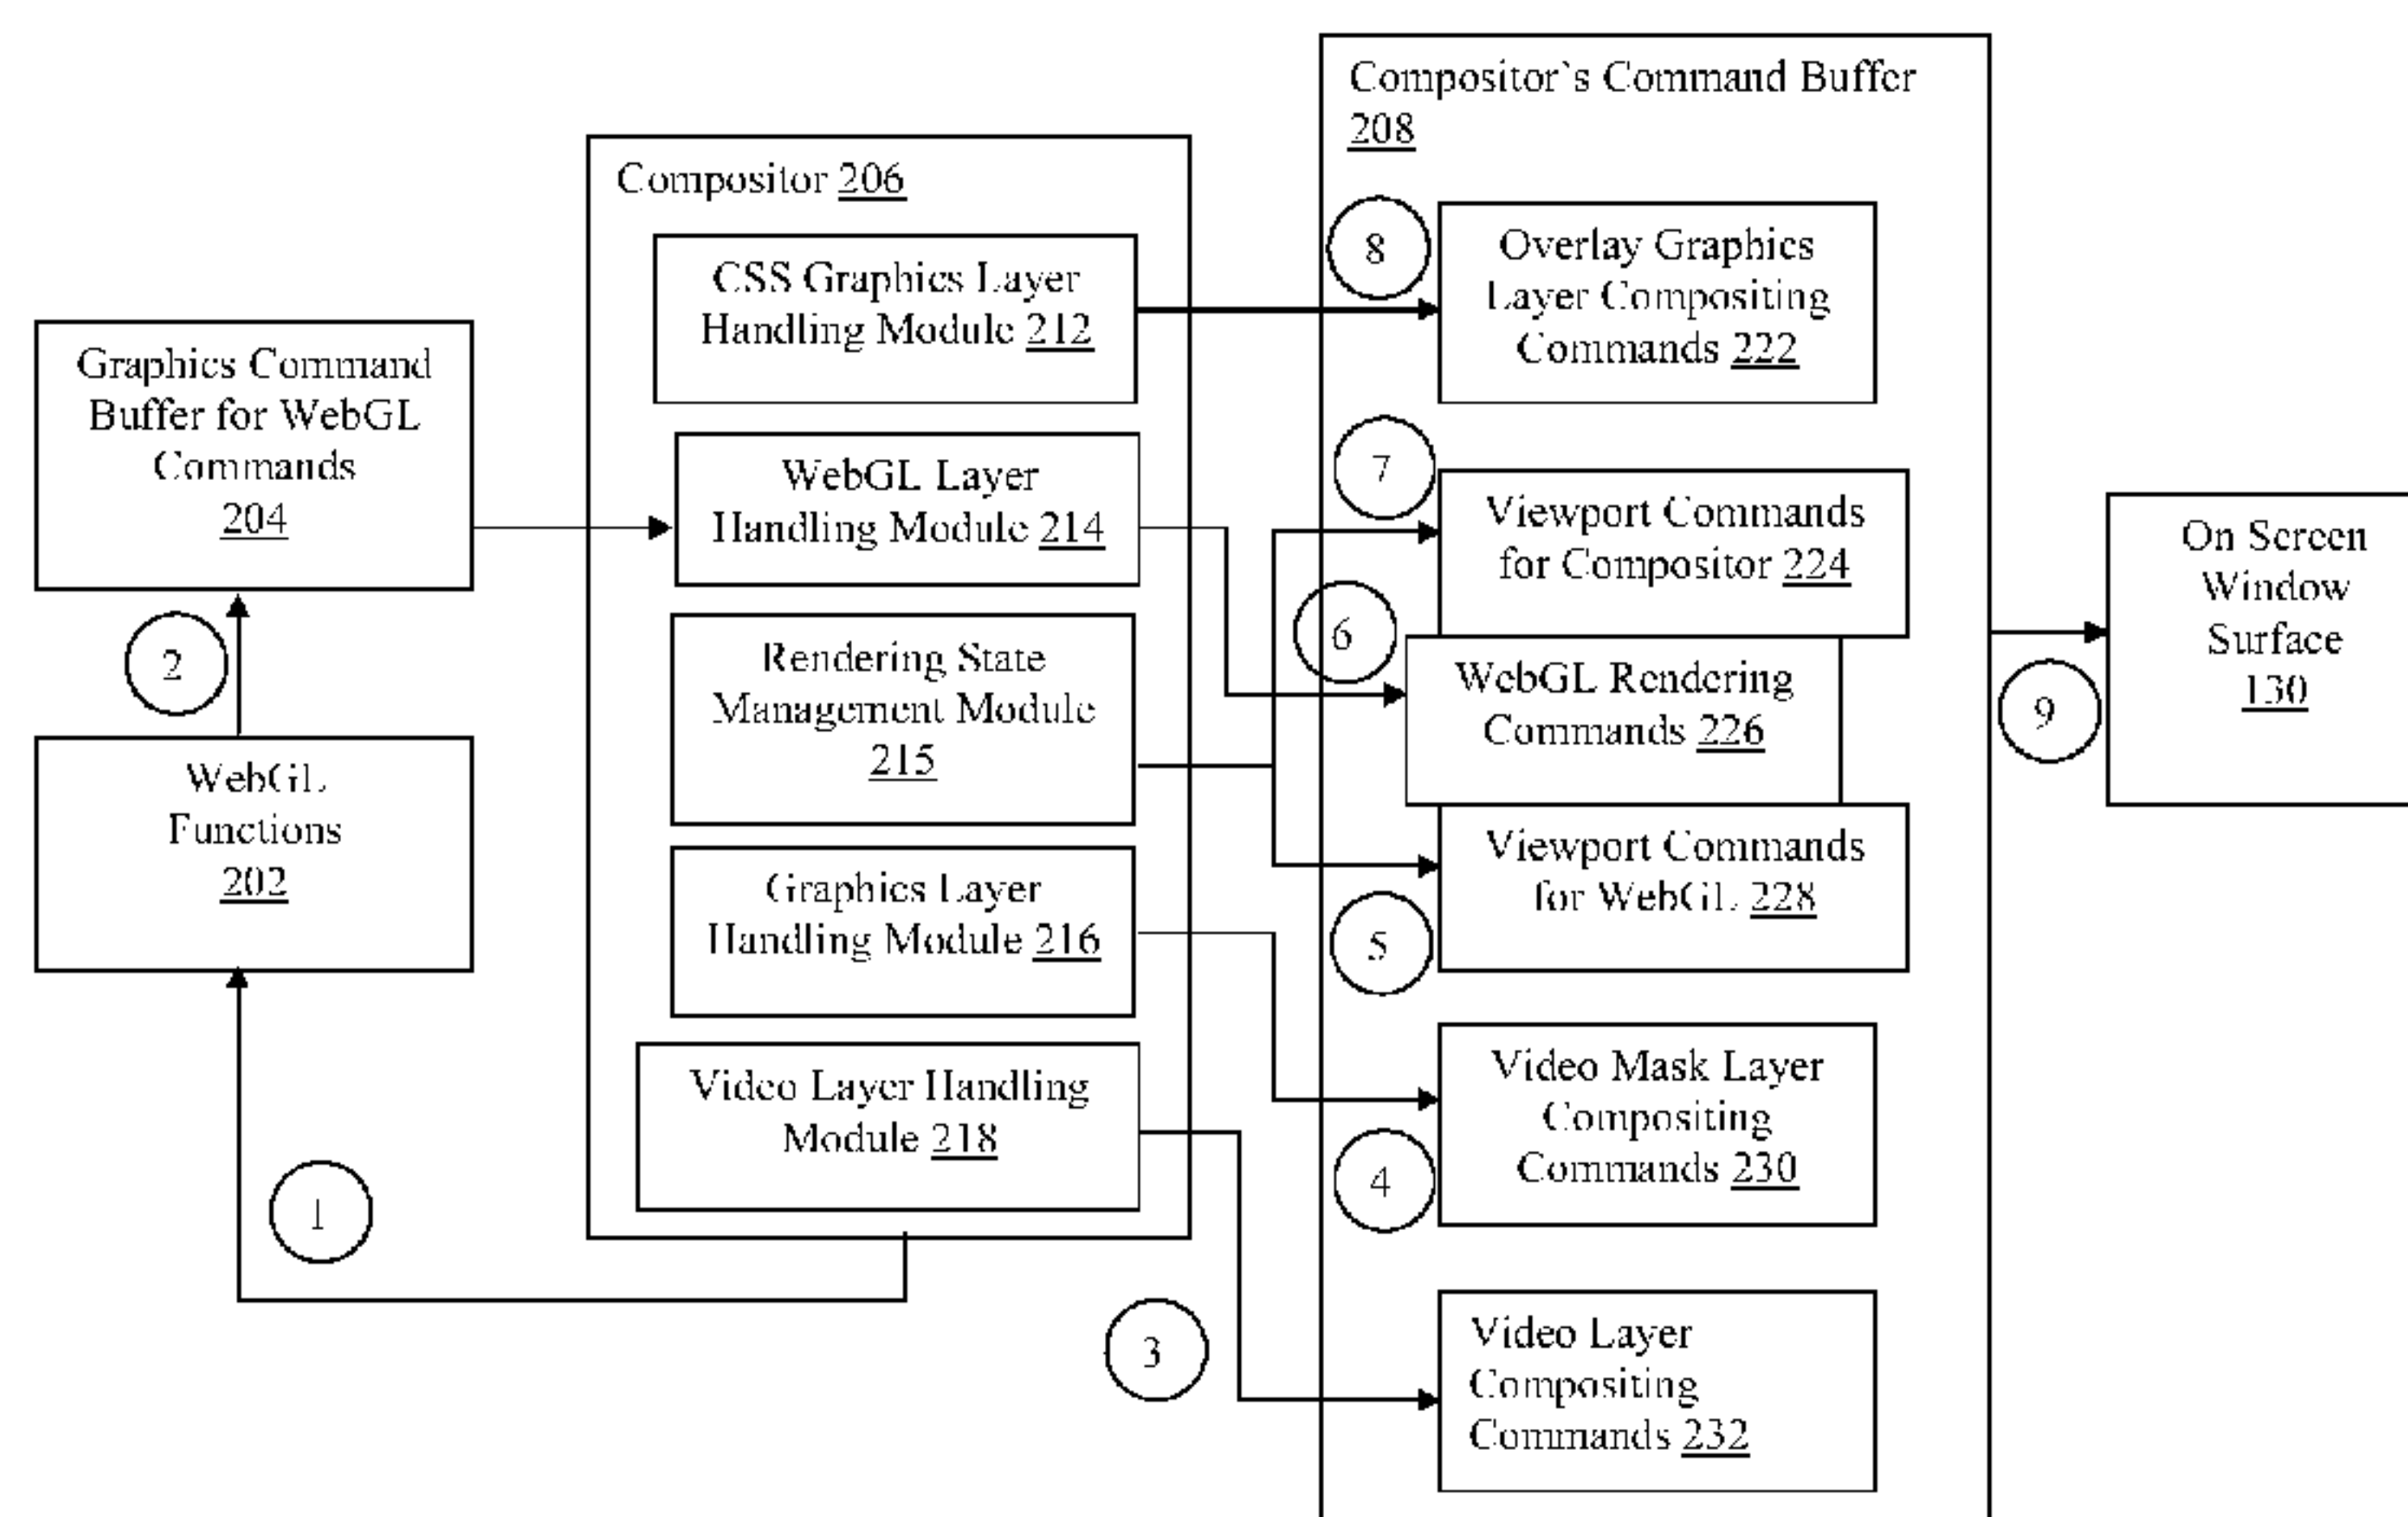 Compositor`s Command Buffer
208
Compositor 206
8
Overlay Graphics
Layer Compositing
Commands 222
CSS Graphics Layer
Handling Module 212
Graphics Command
Buffer for WebGL
Commands
204
7
WebGL Layer
Handling Module 214
Viewport Commands
for Compositor 224
On Screen
Window
Surface
130
6
2
Rendering State
Management Module
215
WebGL Rendering
Commands 226
9
WebGL
Functions
202
Viewport Commands
for WebGL 228
Graphics Layer
Handling Module 216
5
Video Layer Handling
Module 218
Video Mask Layer
Compositing
Commands 230
4
1
3
Video Layer
Compositing
Commands 232